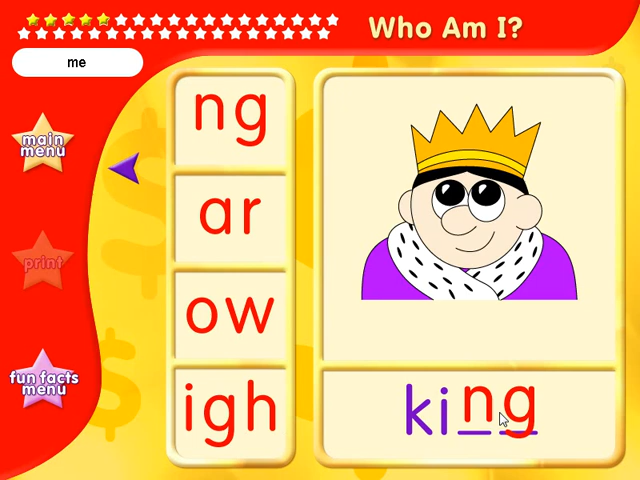 Who Am I?
me
main
menu
print
fun facts
menu
ng
ar
ow
igh
king